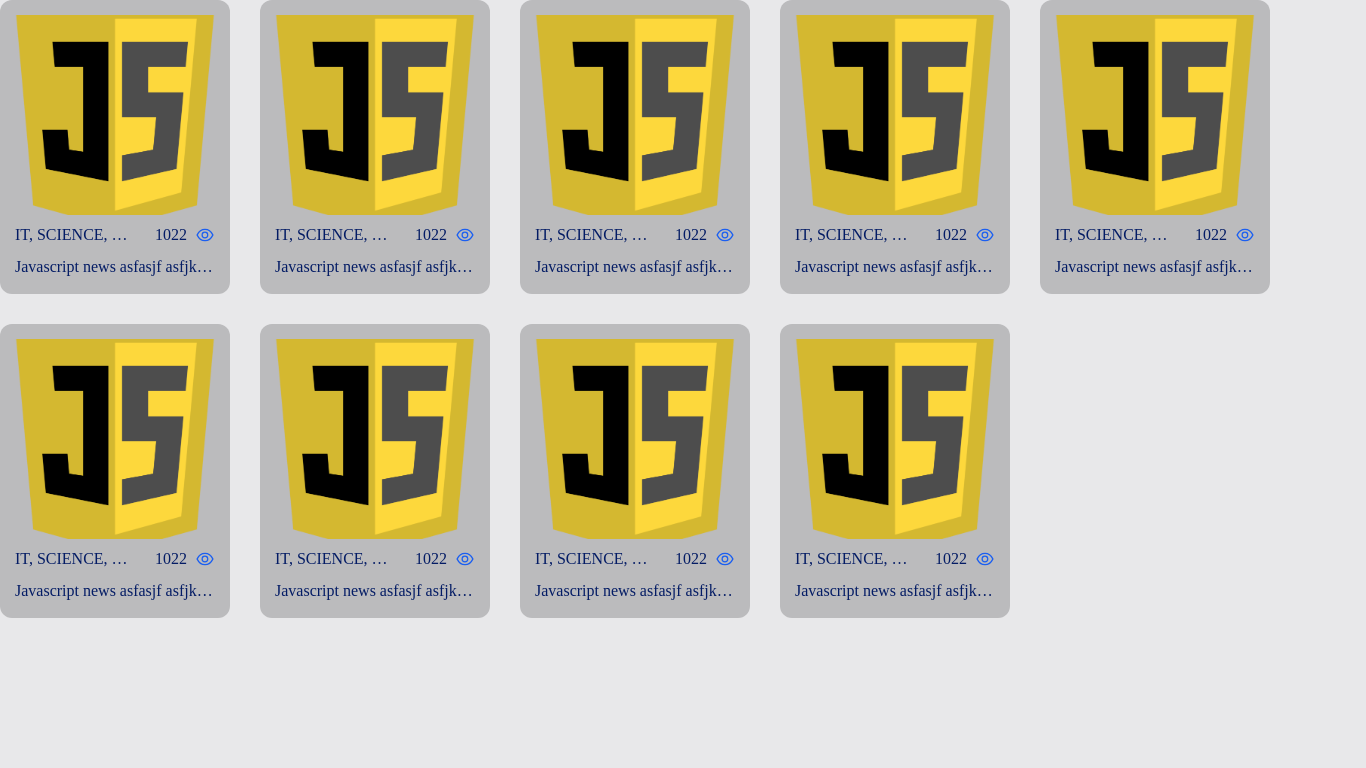 JS JS JS JS JS
IT, SCIENCE, … 1022 IT, SCIENCE, … 1022 IT, SCIENCE, … 1022 IT, SCIENCE, … 1022 IT, SCIENCE, … 1022
Javascript news asfasjf asfjk… Javascript news asfasjf asfjk… Javascript news asfasjf asfjk… Javascript news asfasjf asfjk… Javascript news asfasjf asfjk…
JS JS JS JS
IT, SCIENCE, … 1022 IT, SCIENCE, … 1022 IT, SCIENCE, … 1022 IT, SCIENCE, … 1022
Javascript news asfasjf asfjk… Javascript news asfasjf asfjk… Javascript news asfasjf asfjk… Javascript news asfasjf asfjk…